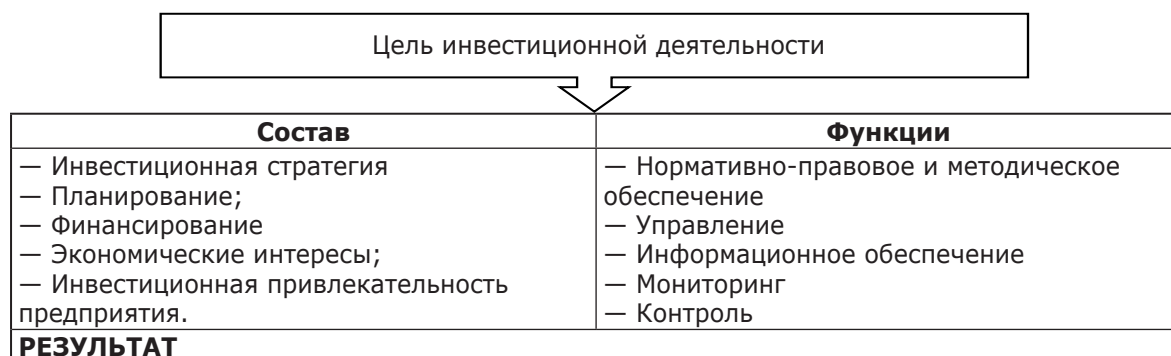 Цель инвестиционной деятельности
Состав
— Инвестиционная стратегия
— Планирование;
— Финансирование
— Экономические интересы;
— Инвестиционная привлекательность
предприятия.
Функции
— Нормативно-правовое и методическое
обеспечение
— Управление
— Информационное обеспечение
— Мониторинг
— Контроль
РЕЗУЛЬТАТ